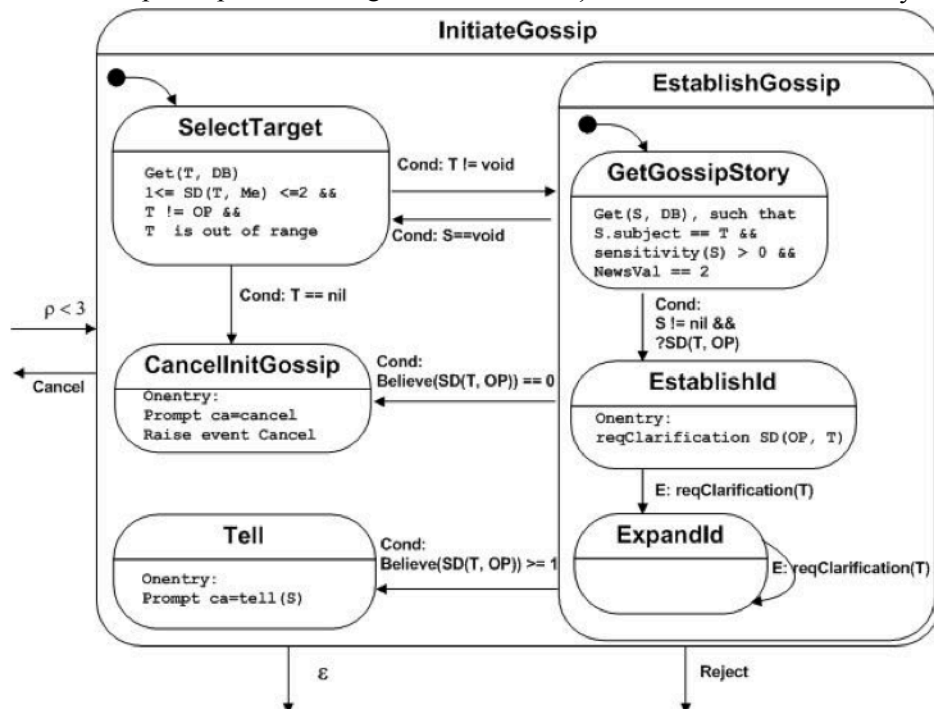 InitiateGossip
EstablishGossip
SelectTarget
Get(T, DB)
1<= SD(T, Me) <=2 &&
T != OP &&
T is out of range
Cond: T != void
Cond: S==void
GetGossipStory
Get(S, DB), such that
S.subject == T &&
sensitivity(S) > 0 &&
NewsVal == 2
Cond: T == nil
Cond:
S != nil &&
?SD(T, OP)
ρ < 3
Cancel
CancelInitGossip
Onentry:
Prompt ca=cancel
Raise event Cancel
Cond:
Believe(SD(T, OP)) == 0
EstablishId
Onentry:
reqClarification SD(OP, T)
E: reqClarification(T)
Tell
Onentry:
Prompt ca=tell(S)
Cond:
Believe(SD(T, OP)) >= 1
ExpandId
E: reqClarification(T)
ε
Reject